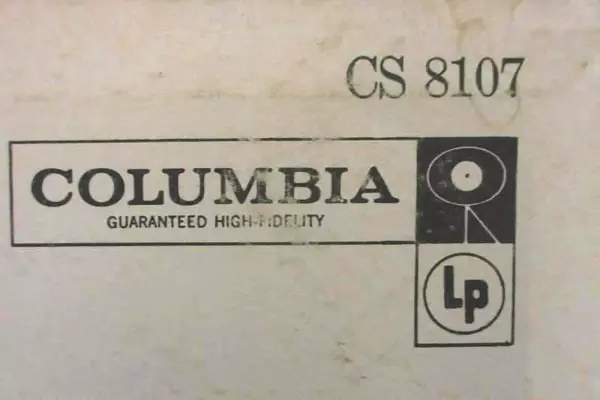 CS 8107
COLUMBIA
GUARANTEED HIGH-FIDELITY
Lp